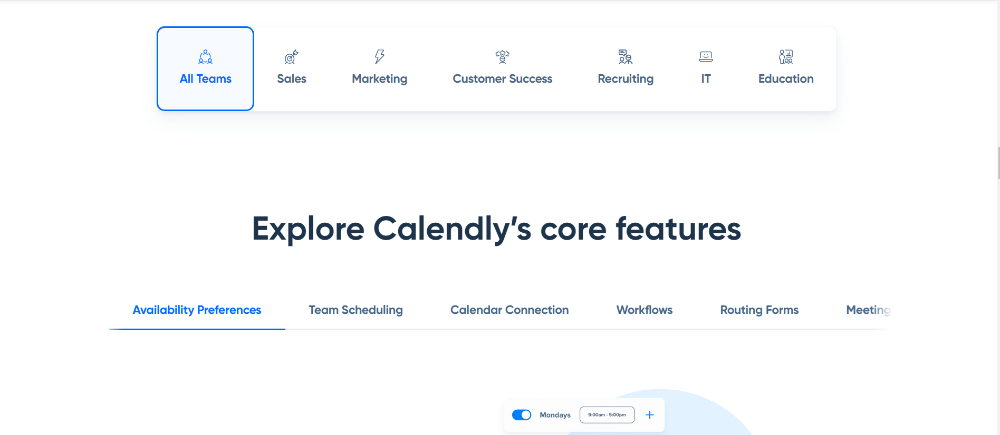 All Teams
Sales
Marketing
Customer Success
Recruiting
IT
Education
Explore Calendly’s core features
Availability Preferences
Team Scheduling
Calendar Connection
Workflows
Routing Forms
Meeting
Mondays
9:00am - 5:00pm